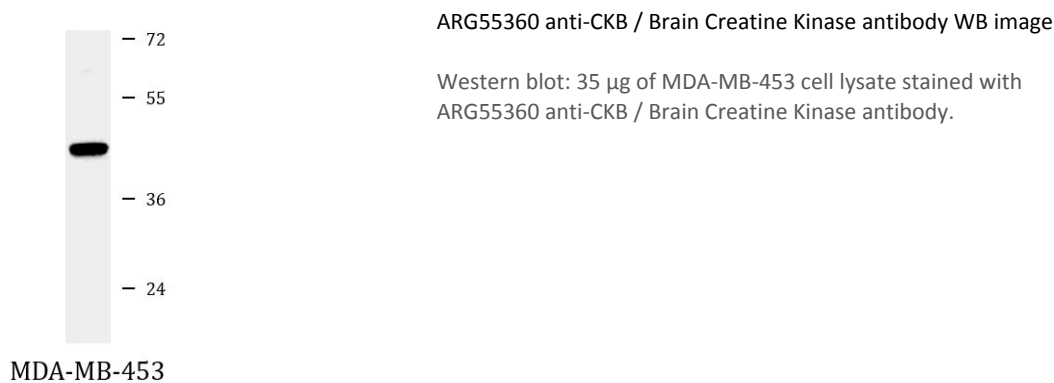 ARG55360 anti-CKB / Brain Creatine Kinase antibody WB image
Western blot: 35 µg of MDA-MB-453 cell lysate stained with
ARG55360 anti-CKB / Brain Creatine Kinase antibody.
72
55
36
24
MDA-MB-453